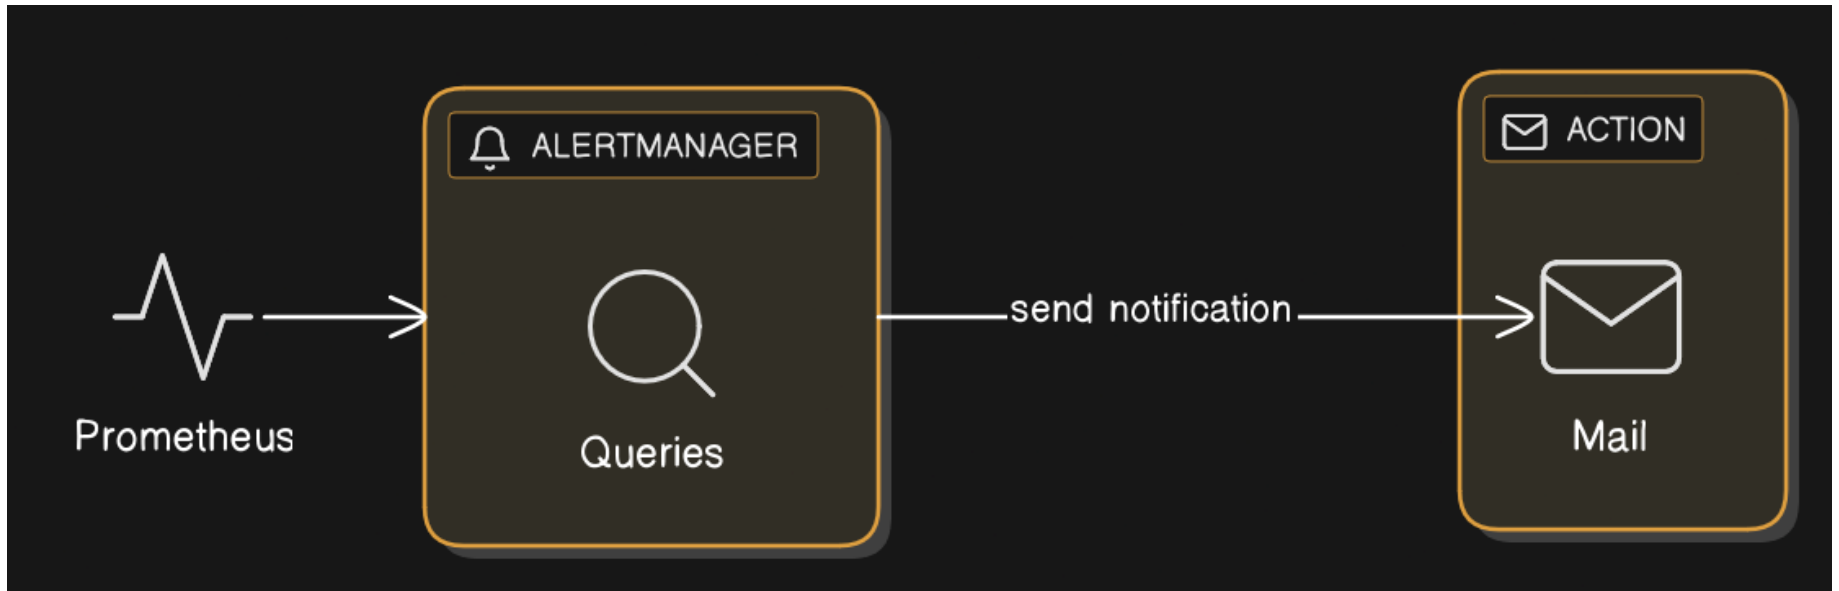 ALERTMANAGER
ACTION
send notification
Prometheus
Queries
Mail